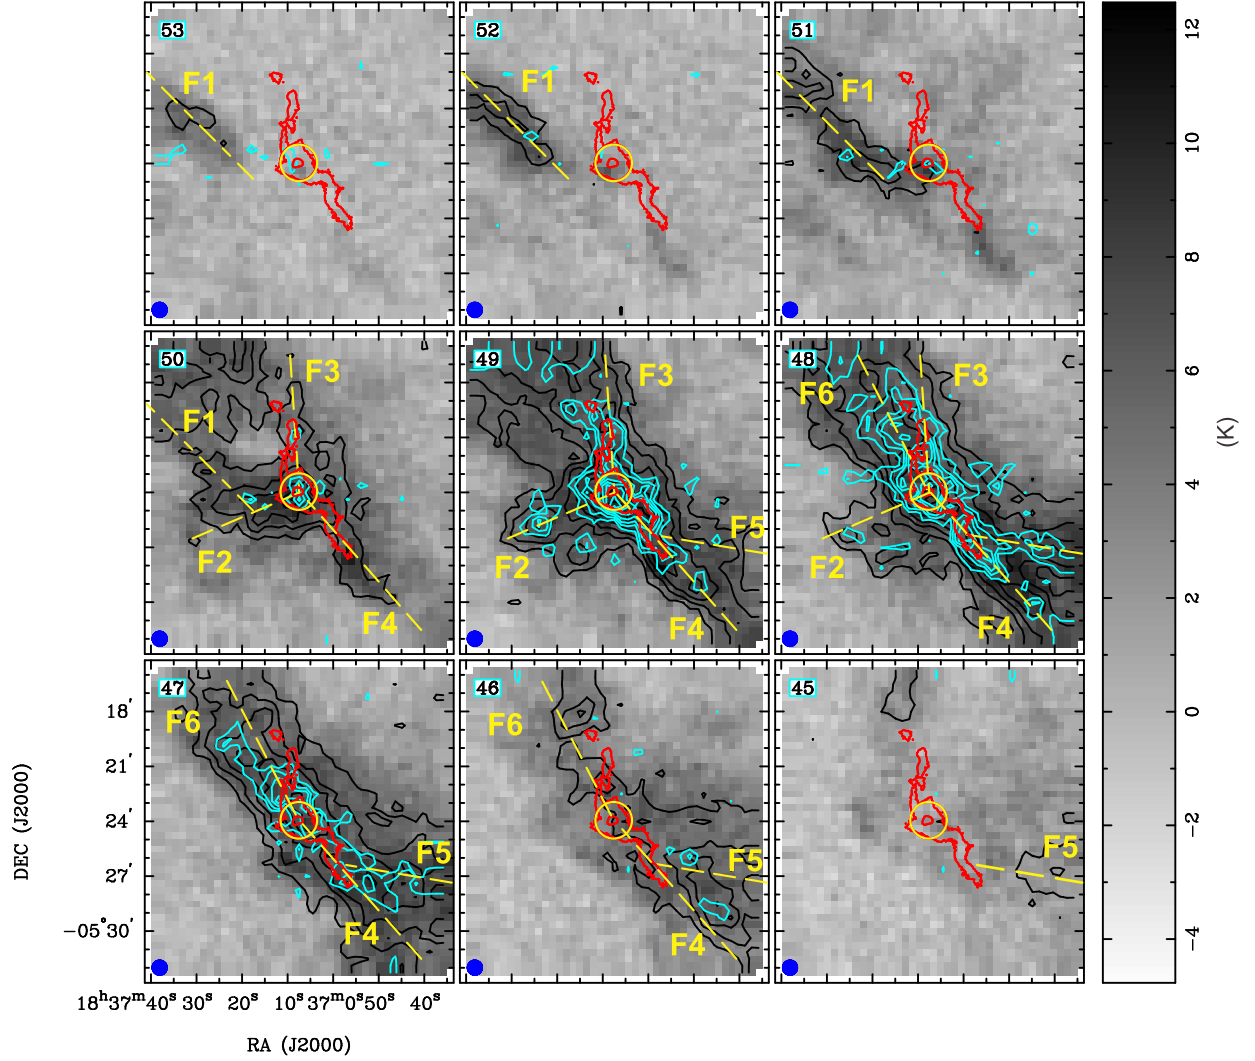 53
F1
52
F1
51
F1
12
10
8
6
4
2
0
−2
−4
(K)
50
F3
F1
F2
F4
49
F3
F5
F2
F4
48
F3
F6
F2
F4
47
F6
F5
F4
46
F6
F5
F4
45
F5
18′
21′
24′
27′
−05°30′
DEC (J2000)
18h37m40s 30s 20s 10s 37m0s 50s 40s
RA (J2000)